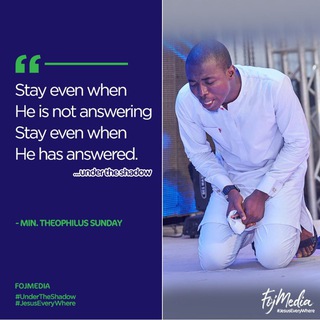 Stay even when
He is not answering
Stay even when
He has answered.
...under the shadow
- MIN. THEOPHILUS SUNDAY
FOJMEDIA
#UnderTheShadow
#JesusEveryWhere
FojMedia
#JesusEveryWhere